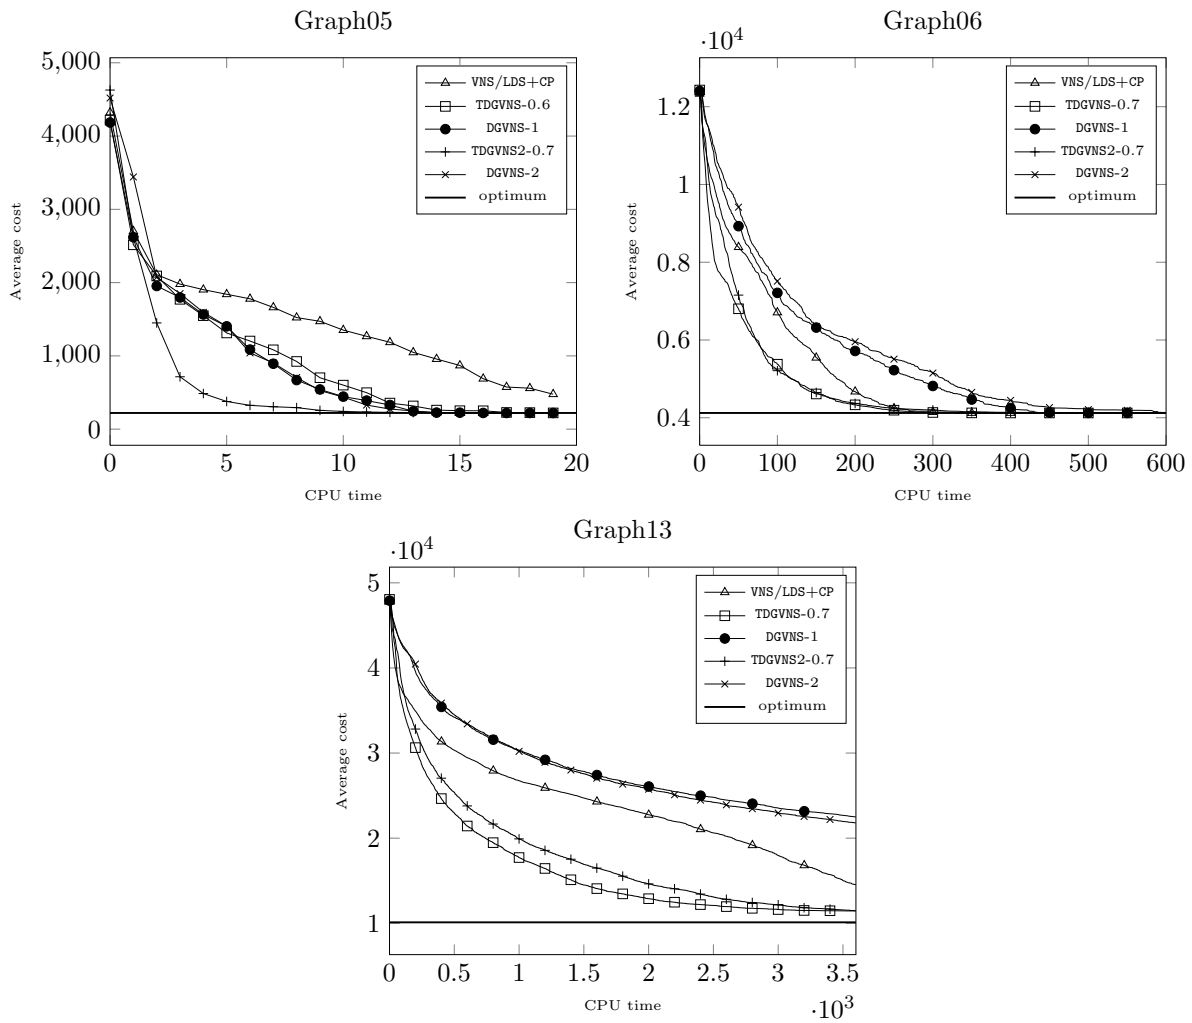 Graph05
5,000
4,000
3,000
2,000
1,000
0
0 5 10 15 20
Average cost
CPU time
VNS/LDS+CP
TDGVNS-0.6
DGVNS-1
TDGVNS2-0.7
DGVNS-2
optimum
Graph06
·10^4
1.2
1
0.8
0.6
0.4
0 100 200 300 400 500 600
Average cost
CPU time
VNS/LDS+CP
TDGVNS-0.7
DGVNS-1
TDGVNS2-0.7
DGVNS-2
optimum
Graph13
·10^4
5
4
3
2
1
0 0.5 1 1.5 2 2.5 3 3.5
·10^3
Average cost
CPU time
VNS/LDS+CP
TDGVNS-0.7
DGVNS-1
TDGVNS2-0.7
DGVNS-2
optimum